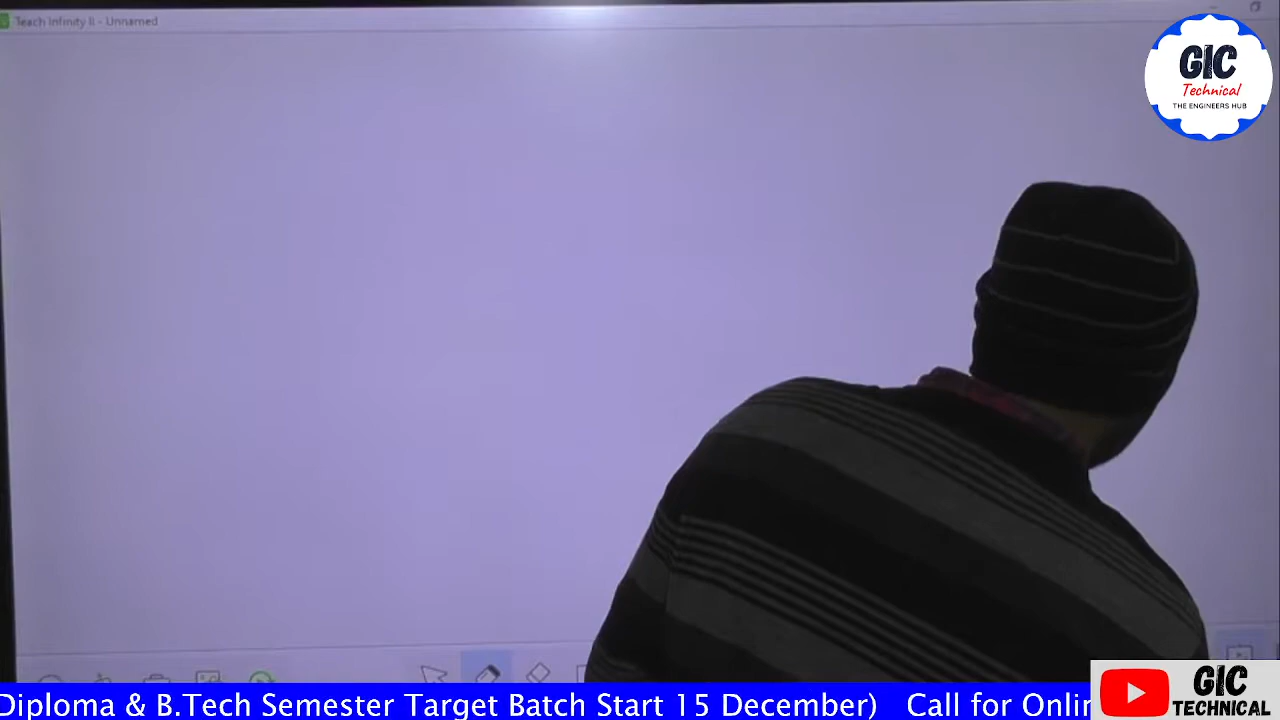 Teach Infinity II - Unnamed
GIC
Technical
THE ENGINEERS HUB
Diploma & B.Tech Semester Target Batch Start 15 December) Call for Onlin
GIC
TECHNICAL